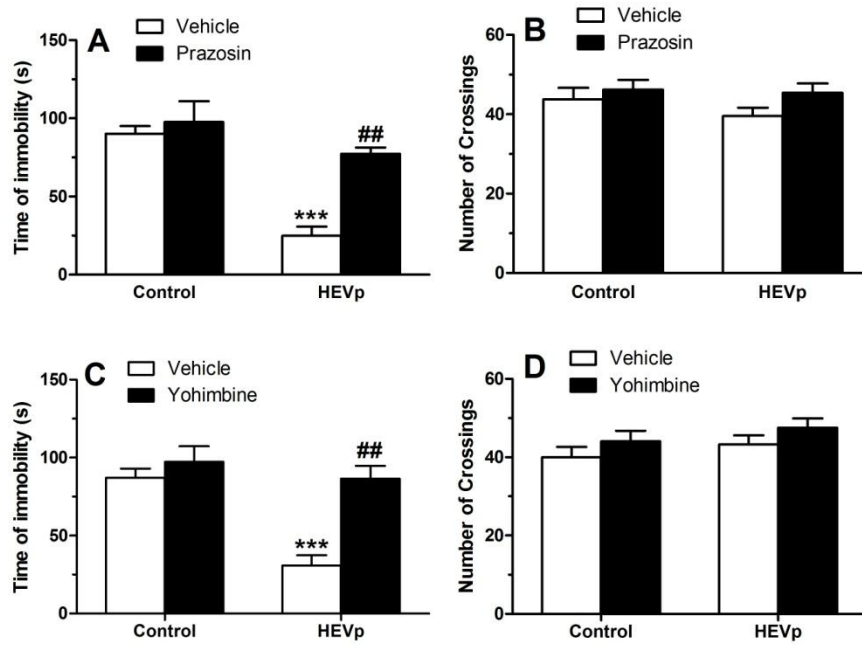 A
Vehicle
Prazosin
Time of immobility (s)
150
100
50
0
***
##
Control
HEVp
B
Vehicle
Prazosin
Number of Crossings
60
40
20
0
Control
HEVp
C
Vehicle
Yohimbine
Time of immobility (s)
150
100
50
0
***
##
Control
HEVp
D
Vehicle
Yohimbine
Number of Crossings
60
40
20
0
Control
HEVp